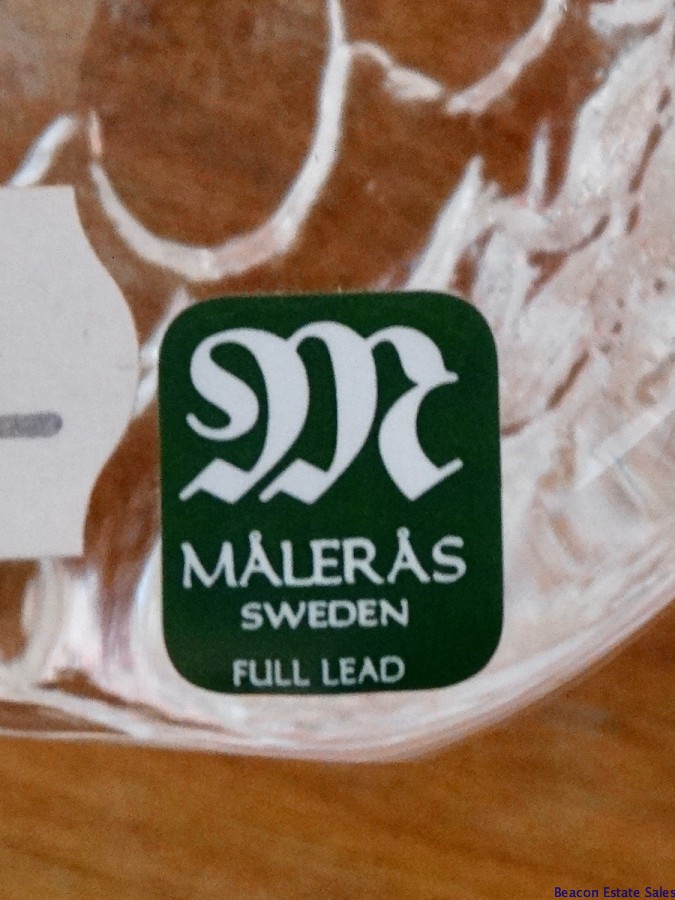 M
MÅLERÅS
SWEDEN
FULL LEAD
Beacon Estate Sales